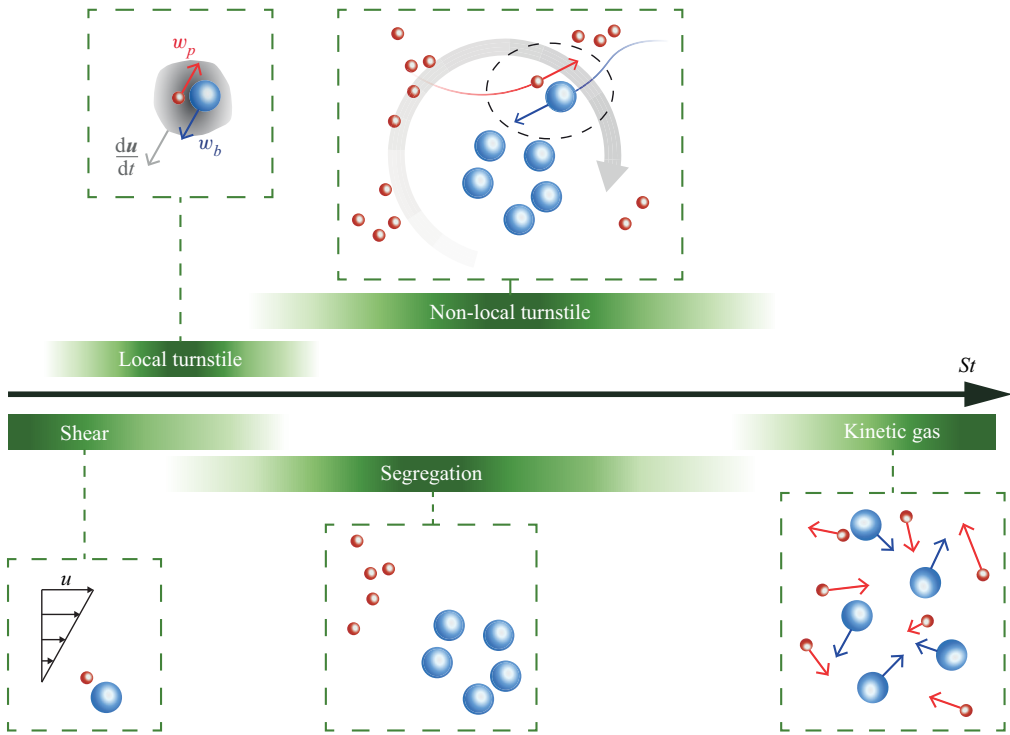 w_p
du
dt
w_b
Non-local turnstile
Local turnstile
St
Shear
Kinetic gas
Segregation
u